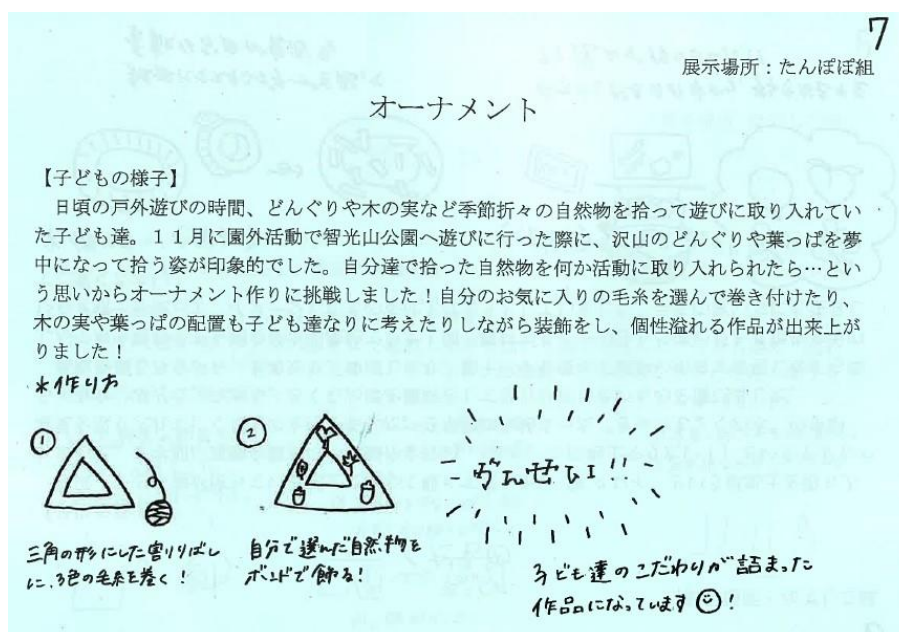 7
展示場所：たんぽぽ組
オーナメント
【子どもの様子】
日頃の戸外遊びの時間、どんぐりや木の実など季節折々の自然物を拾って遊びに取り入れてい
た子ども達。１１月に園外活動で智光山公園へ遊びに行った際に、沢山のどんぐりや葉っぱを夢
中になって拾う姿が印象的でした。自分達で拾った自然物を何か活動に取り入れられたら…とい
う思いからオーナメント作りに挑戦しました！自分のお気に入りの毛糸を選んで巻き付けたり、
木の実や葉っぱの配置も子ども達なりに考えたりしながら装飾をし、個性溢れる作品が出来上が
りました！
*作り方
①
三角の形にした割りばし
に、色の毛糸を巻く！
②
自分で選んだ自然物を
ボンドで飾る！
かんせい!!
子ども達のこだわりが詰まった
作品になっています☺！